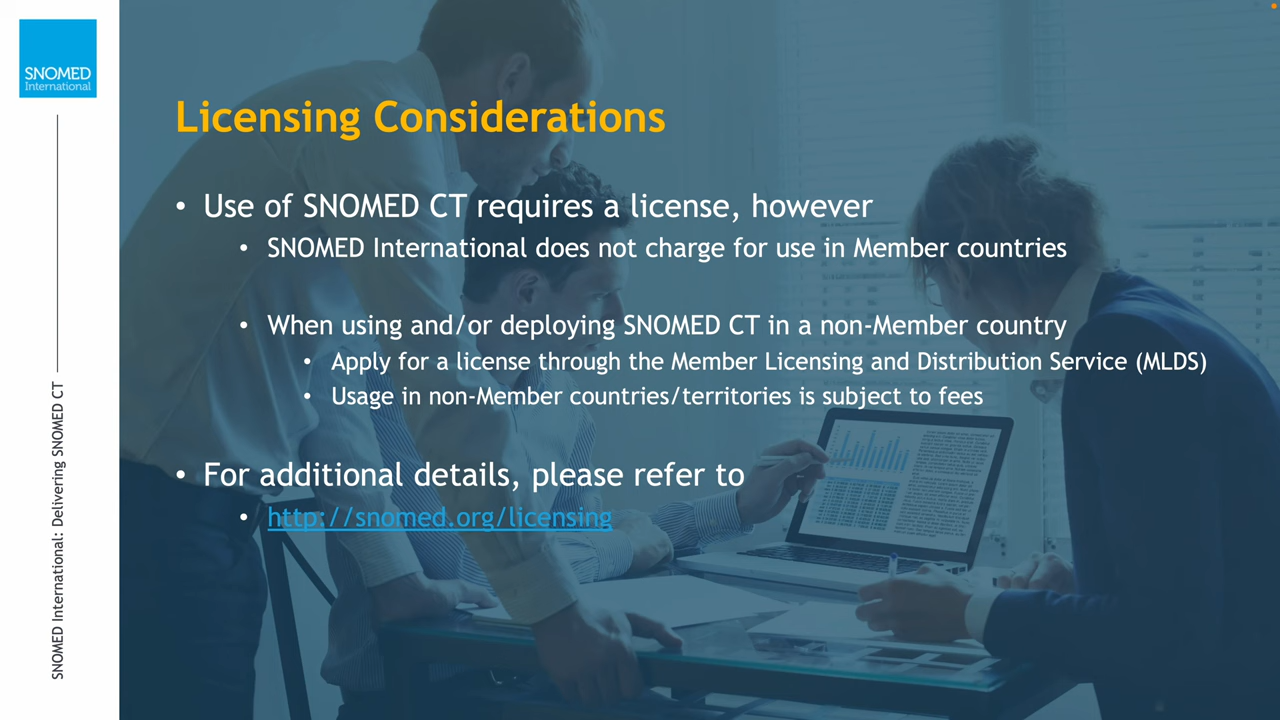 SNOMED
International
Licensing Considerations
• Use of SNOMED CT requires a license, however
• SNOMED International does not charge for use in Member countries
• When using and/or deploying SNOMED CT in a non-Member country
• Apply for a license through the Member Licensing and Distribution Service (MLDS)
• Usage in non-Member countries/territories is subject to fees
• For additional details, please refer to
• http://snomed.org/licensing
SNOMED International: Delivering SNOMED CT